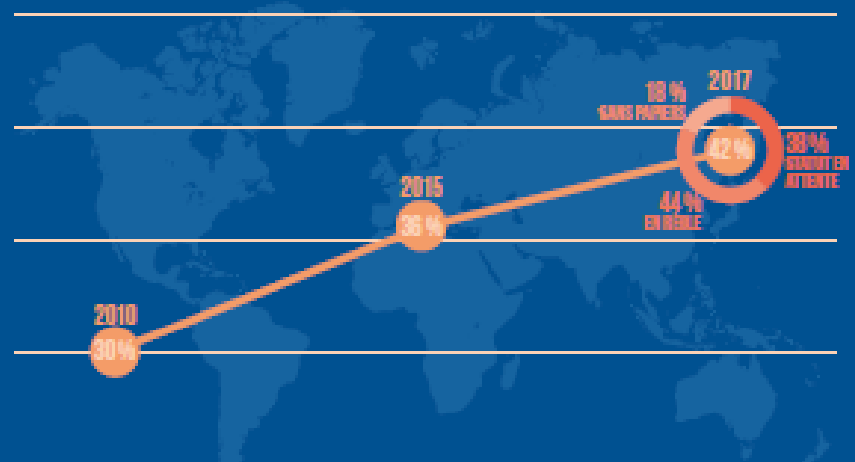 2010
30%
2015
36 %
2017
42 %
18 %
SANS PAPIERS
38%
STATUT EN
ATTENTE
44 %
EN RÈGLE